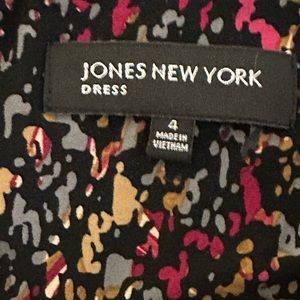 JONES NEW YORK
DRESS
4
MADE IN
VIETNAM